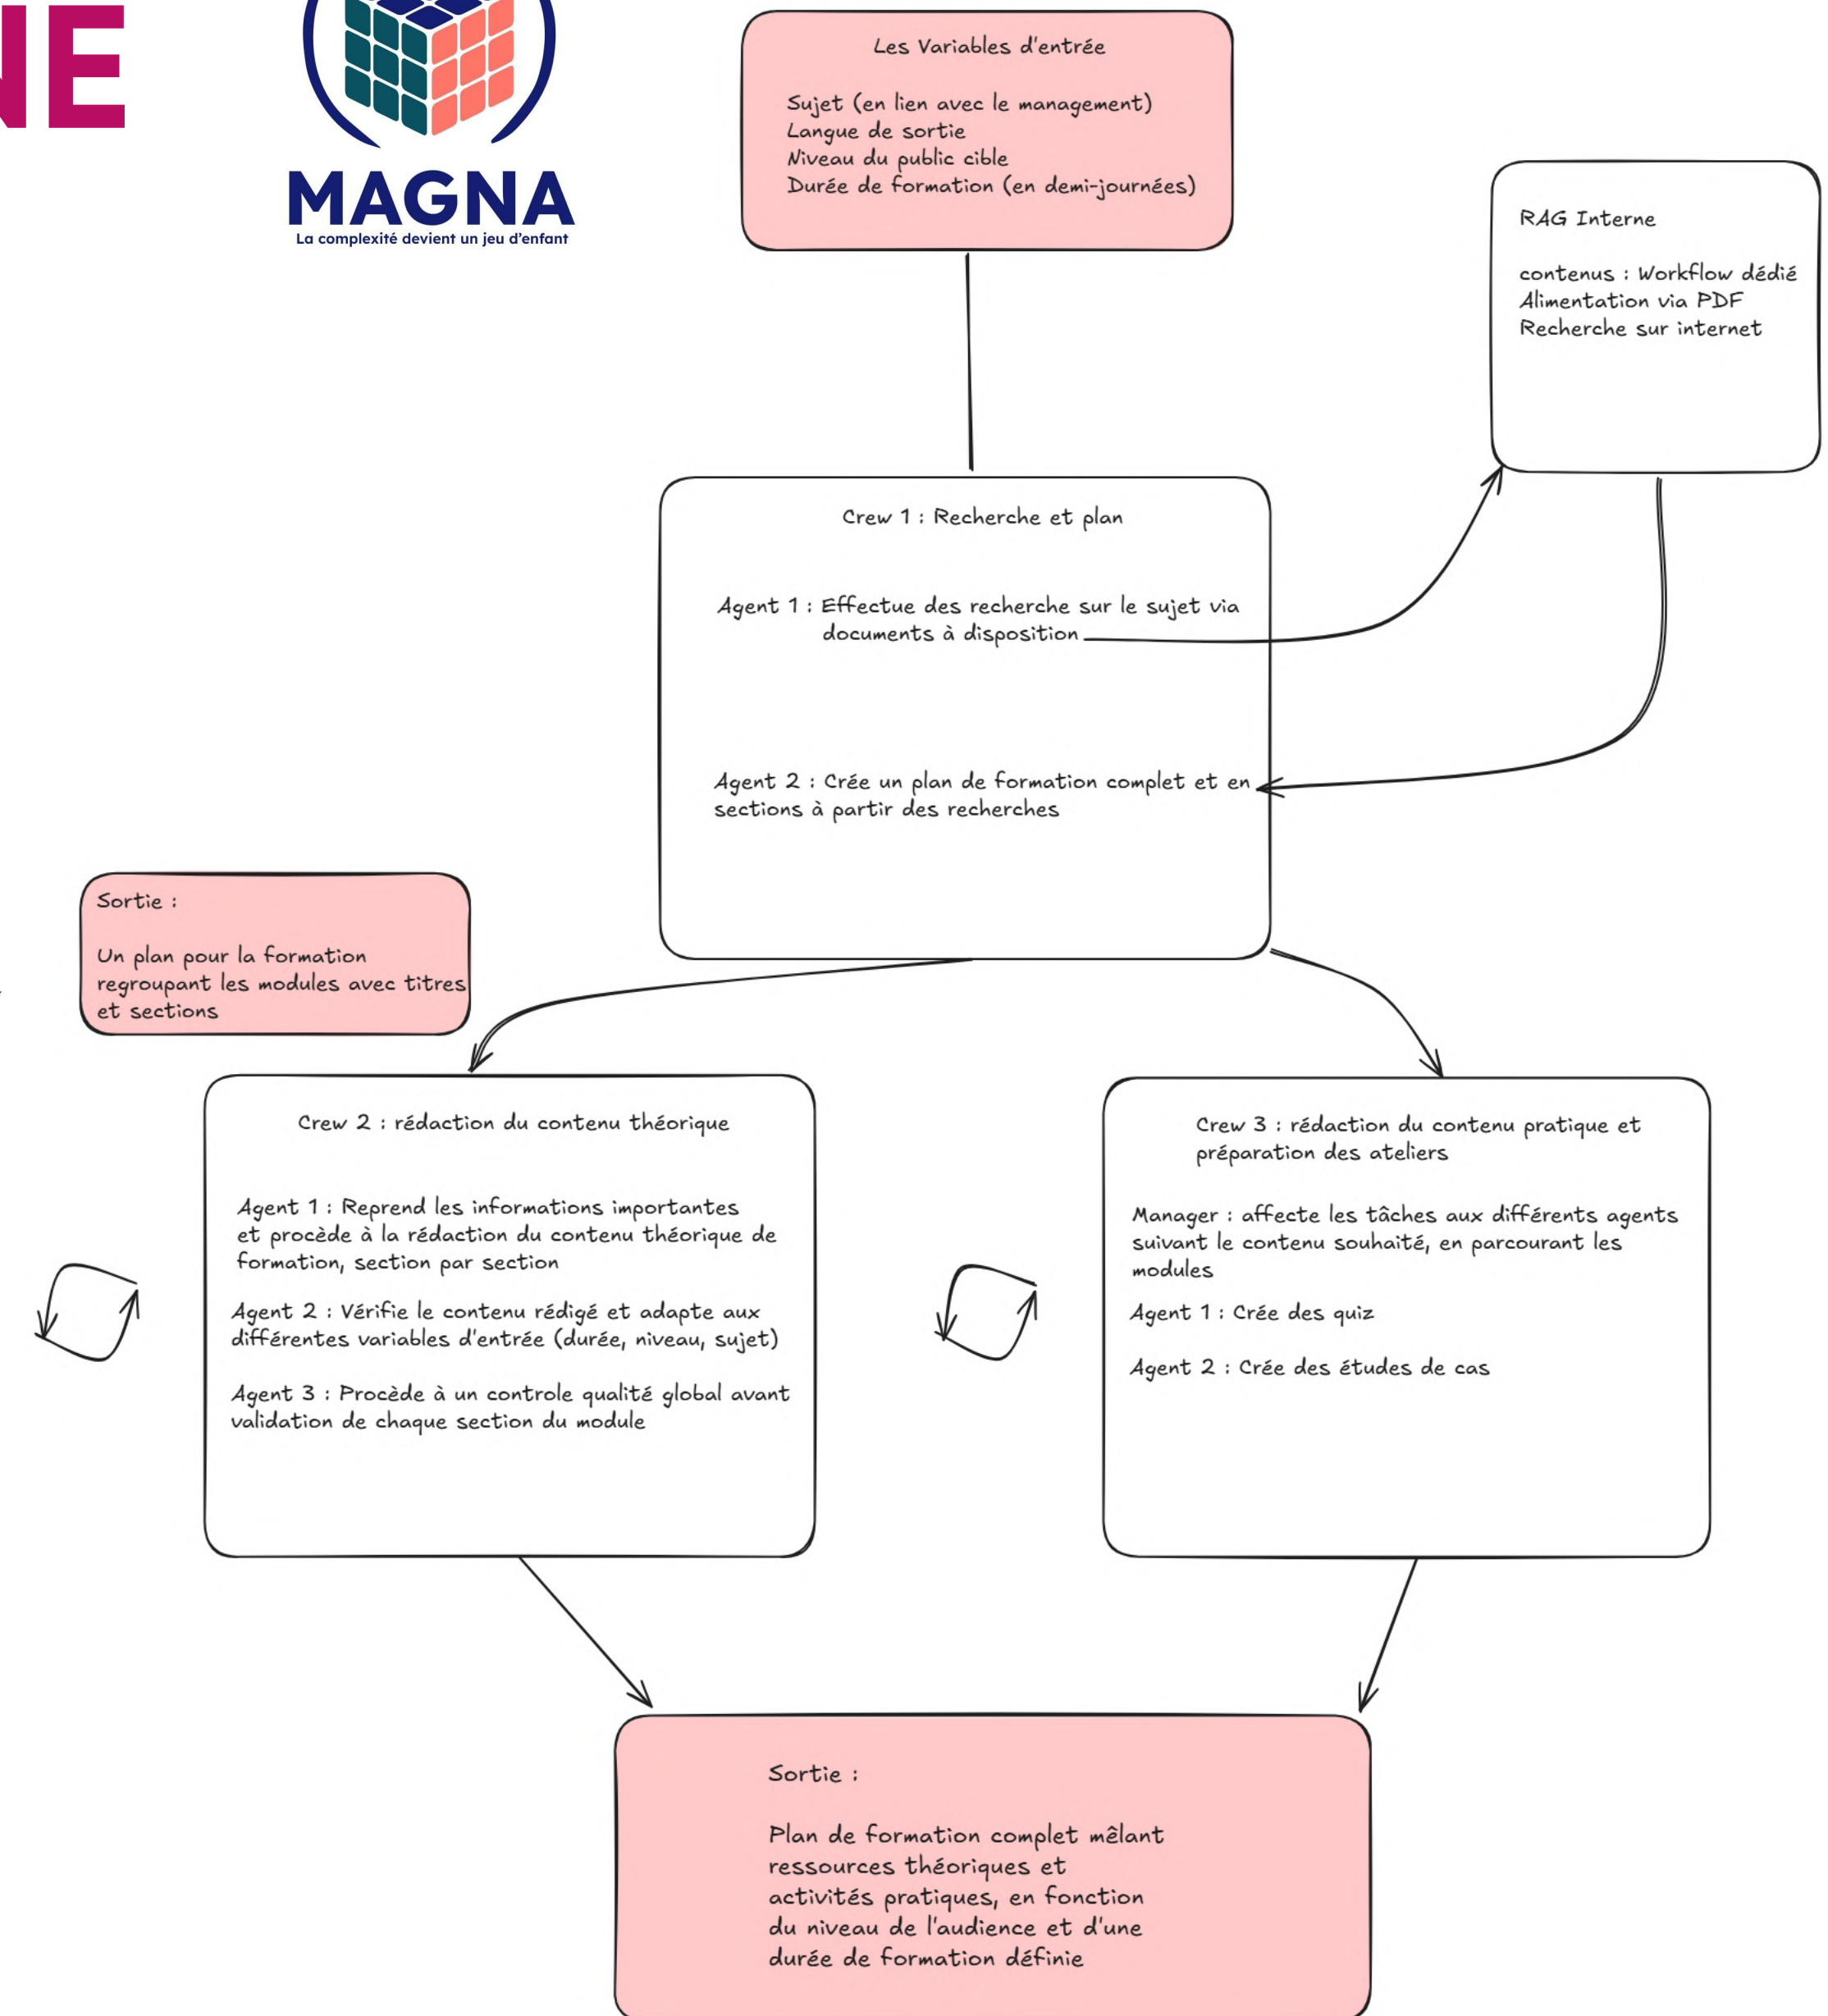 NE
MAGNA
La complexité devient un jeu d'enfant
Les Variables d'entrée
Sujet (en lien avec le management)
Langue de sortie
Niveau du public cible
Durée de formation (en demi-journées)
RAG Interne
contenus : Workflow dédié
Alimentation via PDF
Recherche sur internet
Crew 1 : Recherche et plan
Agent 1 : Effectue des recherche sur le sujet via
documents à disposition
Agent 2 : Crée un plan de formation complet et en
sections à partir des recherches
Sortie :
Un plan pour la formation
regroupant les modules avec titres
et sections
Crew 2 : rédaction du contenu théorique
Agent 1 : Reprend les informations importantes
et procède à la rédaction du contenu théorique de
formation, section par section
Agent 2 : Vérifie le contenu rédigé et adapte aux
différentes variables d'entrée (durée, niveau, sujet)
Agent 3 : Procède à un controle qualité global avant
validation de chaque section du module
Crew 3 : rédaction du contenu pratique et
préparation des ateliers
Manager : affecte les tâches aux différents agents
suivant le contenu souhaité, en parcourant les
modules
Agent 1 : Crée des quiz
Agent 2 : Crée des études de cas
Sortie :
Plan de formation complet mêlant
ressources théoriques et
activités pratiques, en fonction
du niveau de l'audience et d'une
durée de formation définie